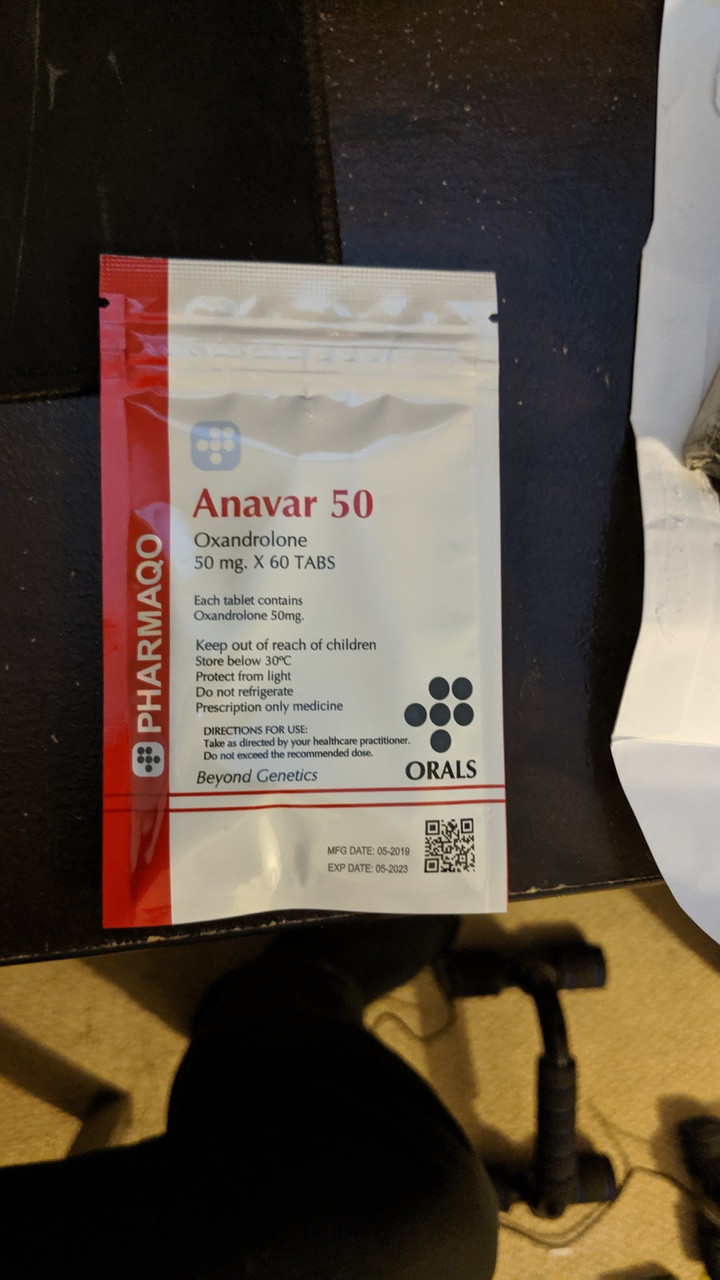 PHARMAQO
Anavar 50
Oxandrolone
50 mg. X 60 TABS
Each tablet contains
Oxandrolone 50mg.
Keep out of reach of children
Store below 30ºC
Protect from light
Do not refrigerate
Prescription only medicine
DIRECTIONS FOR USE:
Take as directed by your healthcare practitioner.
Do not exceed the recommended dose.
Beyond Genetics
ORALS
MFG DATE: 05-2019
EXP DATE: 05-2023